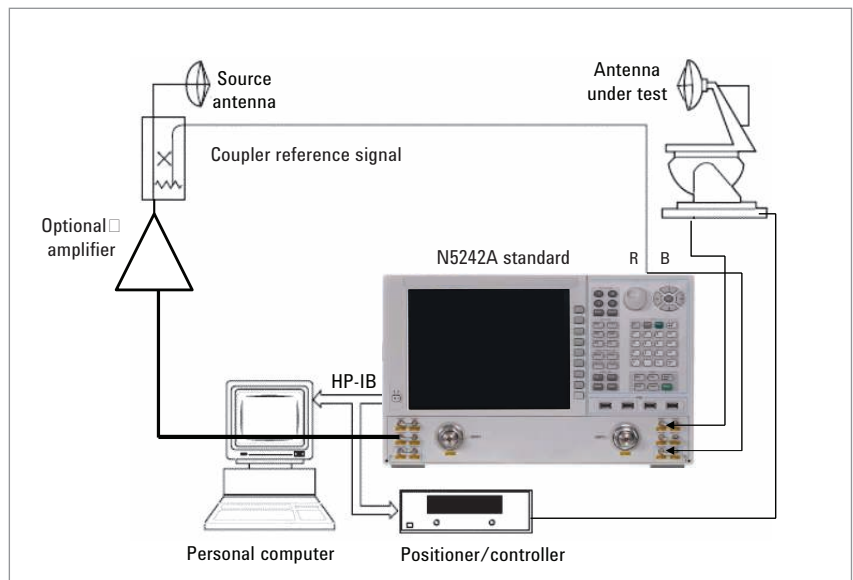 Source
antenna
Antenna
under test
Coupler reference signal
Optional□
amplifier
N5242A standard
R B
HP-IB
Personal computer
Positioner/controller